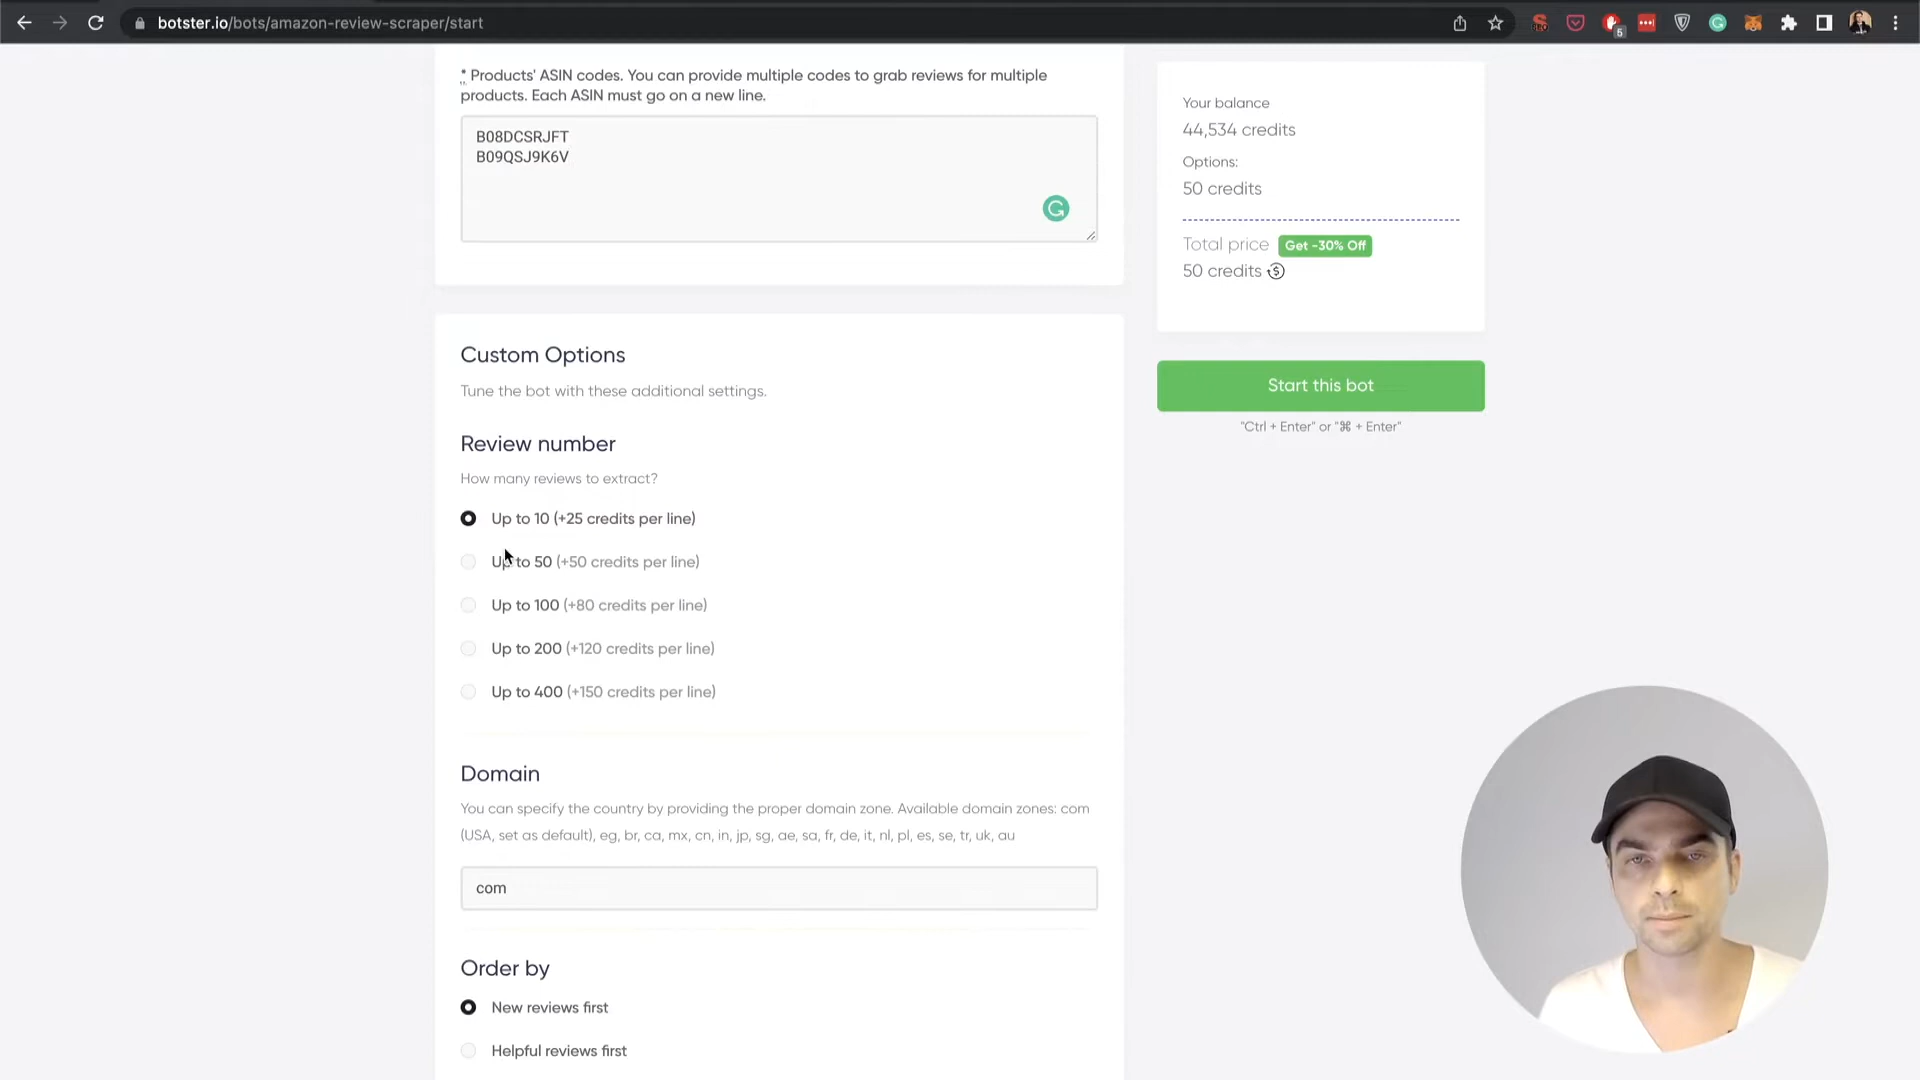 botster.io/bots/amazon-review-scraper/start
5
* Products' ASIN codes. You can provide multiple codes to grab reviews for multiple
products. Each ASIN must go on a new line.
B08DCSRJFT
B09QSJ9K6V
Your balance
44,534 credits
Options:
50 credits
Total price Get -30% Off
50 credits
Start this bot
"Ctrl + Enter" or "⌘ + Enter"
Custom Options
Tune the bot with these additional settings.
Review number
How many reviews to extract?
Up to 10 (+25 credits per line)
Up to 50 (+50 credits per line)
Up to 100 (+80 credits per line)
Up to 200 (+120 credits per line)
Up to 400 (+150 credits per line)
Domain
You can specify the country by providing the proper domain zone. Available domain zones: com
(USA, set as default), eg, br, ca, mx, cn, in, jp, sg, ae, sa, fr, de, it, nl, pl, es, se, tr, uk, au
com
Order by
New reviews first
Helpful reviews first